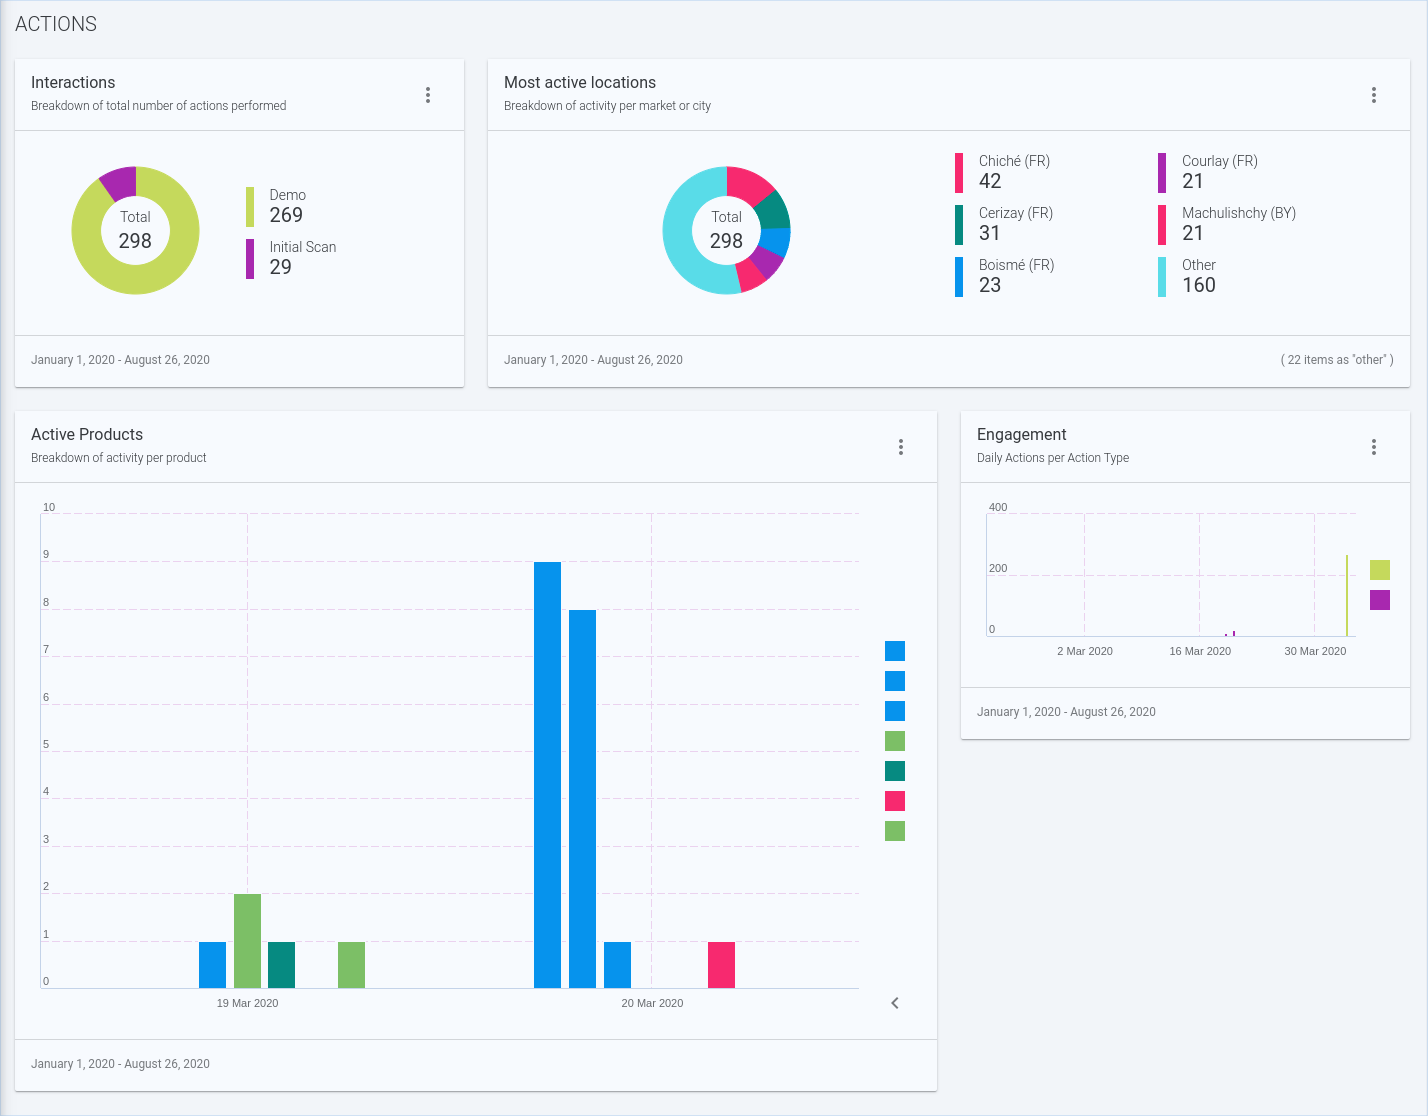 ACTIONS
Interactions
Breakdown of total number of actions performed
Total
298
Demo
269
Initial Scan
29
January 1, 2020 - August 26, 2020
Most active locations
Breakdown of activity per market or city
Total
298
Chiché (FR)
42
Cerizay (FR)
31
Boismé (FR)
23
Courlay (FR)
21
Machulishchy (BY)
21
Other
160
January 1, 2020 - August 26, 2020
( 22 items as "other" )
Active Products
Breakdown of activity per product
10
9
8
7
6
5
4
3
2
1
0
19 Mar 2020
20 Mar 2020
January 1, 2020 - August 26, 2020
Engagement
Daily Actions per Action Type
400
200
0
2 Mar 2020
16 Mar 2020
30 Mar 2020
January 1, 2020 - August 26, 2020